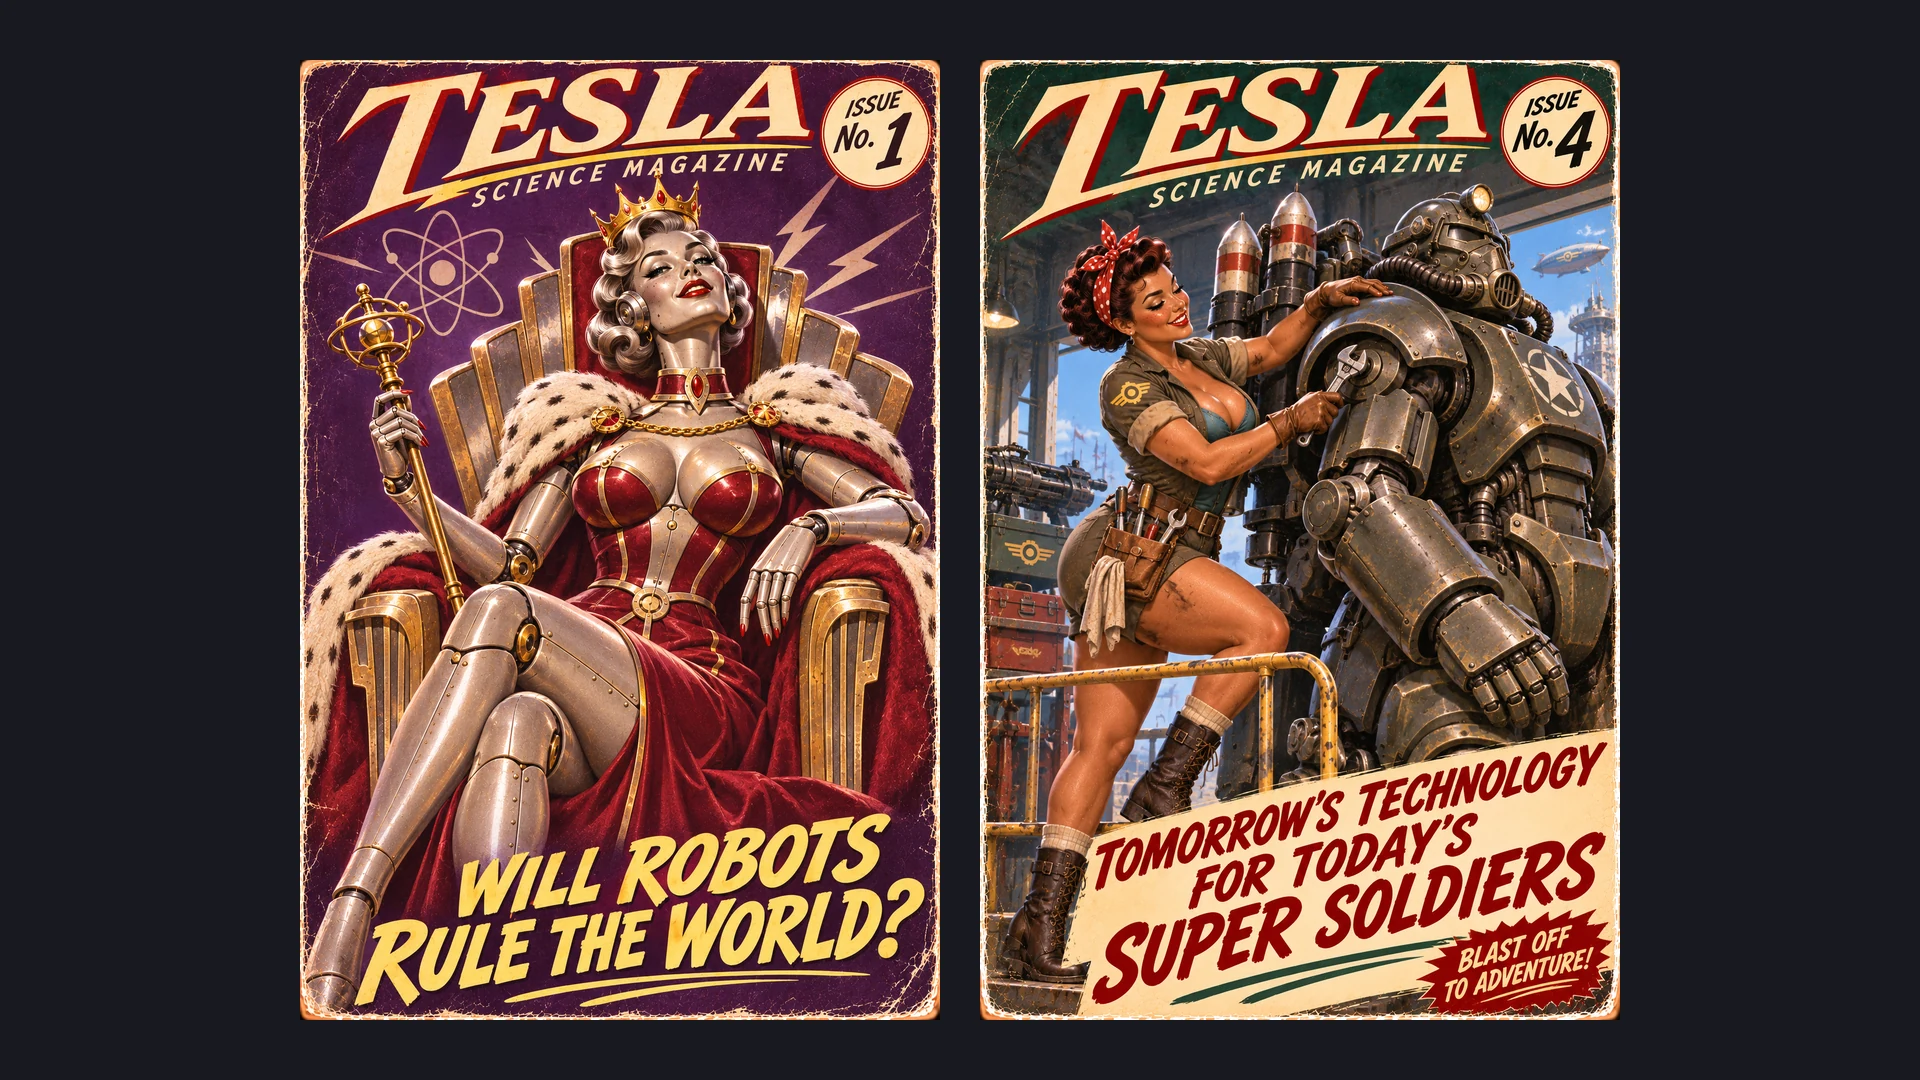 TESLA
SCIENCE MAGAZINE
ISSUE
No. 1
WILL ROBOTS
RULE THE WORLD?
TESLA
SCIENCE MAGAZINE
ISSUE
No. 4
TOMORROW'S TECHNOLOGY
FOR TODAY'S
SUPER SOLDIERS
BLAST OFF
TO ADVENTURE!